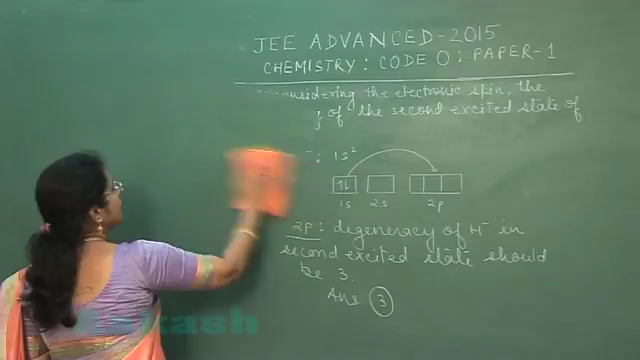 JEE ADVANCED-2015
CHEMISTRY: CODE 0: PAPER-1
considering the electronic spin, the
of the second excited state of
: 1s²
1s 2s 2p
2p: degeneracy of H⁻ in
second excited state should
be 3.
Ans 3
Aakash